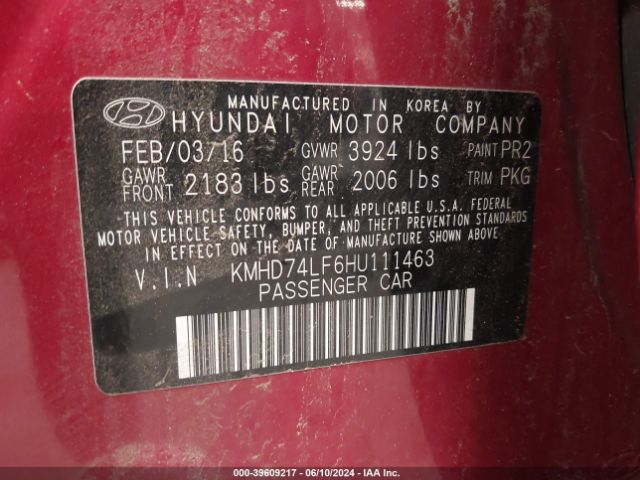 MANUFACTURED IN KOREA BY
HYUNDAI MOTOR COMPANY
FEB/03/16 GVWR 3924 lbs PAINT PR2
GAWR FRONT 2183 lbs GAWR REAR 2006 lbs TRIM PKG
THIS VEHICLE CONFORMS TO ALL APPLICABLE U.S.A. FEDERAL
MOTOR VEHICLE SAFETY, BUMPER, AND THEFT PREVENTION STANDARDS
IN EFFECT ON THE DATE OF MANUFACTURE SHOWN ABOVE.
V.I.N KMHD74LF6HU111463
PASSENGER CAR
000-39609217 - 06/10/2024 - IAA Inc.